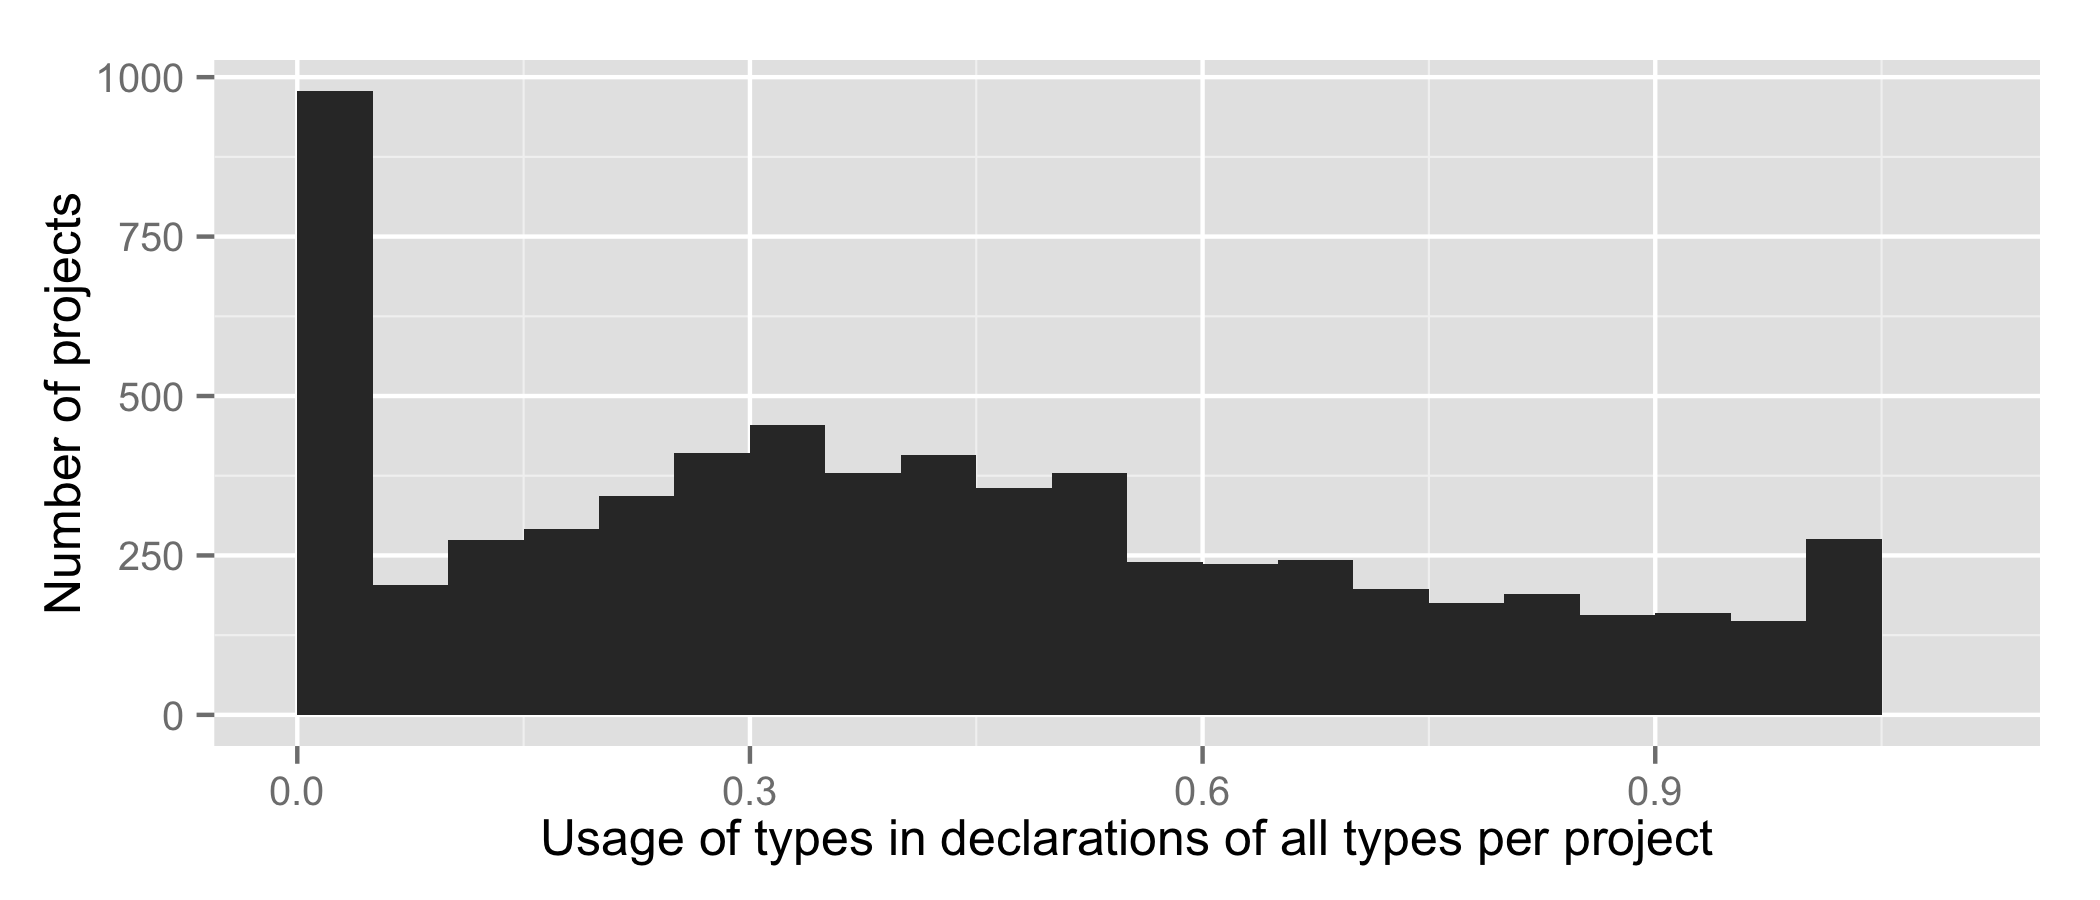 1000
750
500
250
0
Number of projects
0.0 0.3 0.6 0.9
Usage of types in declarations of all types per project